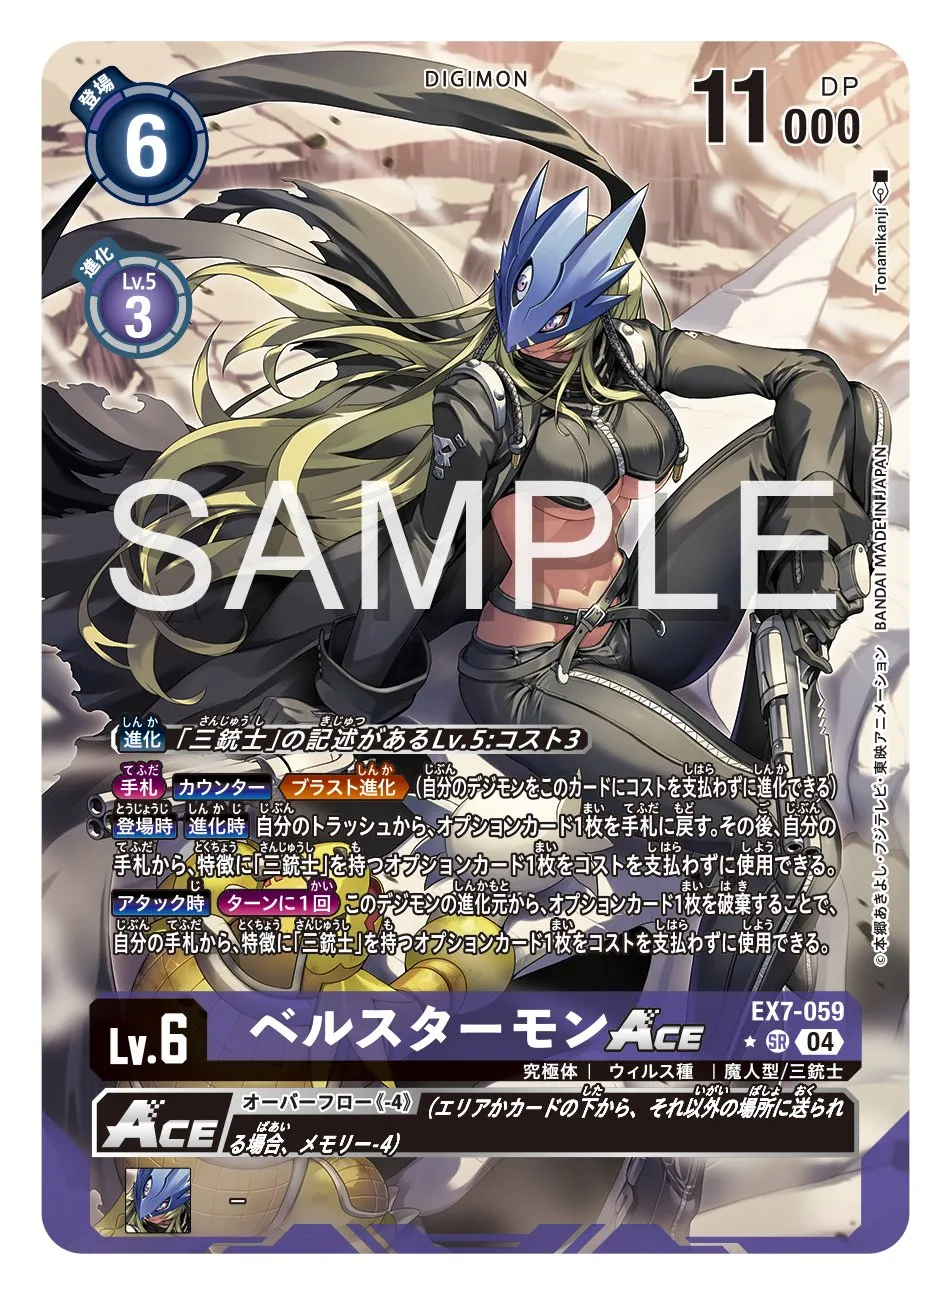 登場
6
DIGIMON
11000
DP
進化
Lv.5
3
Tonamikanji
SAMPLE
BANDAI MADE IN JAPAN
©本郷あきよし・フジテレビ・東映アニメーション
進化 「三銃士」の記述があるLv.5:コスト3
手札 カウンター ブラスト進化 (自分のデジモンをこのカードにコストを支払わずに進化できる)
登場時 進化時 自分のトラッシュから、オプションカード1枚を手札に戻す。その後、自分の
手札から、特徴に「三銃士」を持つオプションカード1枚をコストを支払わずに使用できる。
アタック時 ターンに1回 このデジモンの進化元から、オプションカード1枚を破棄することで、
自分の手札から、特徴に「三銃士」を持つオプションカード1枚をコストを支払わずに使用できる。
Lv.6
ベルスターモンACE
EX7-059
SR 04
究極体 | ウィルス種 | 魔人型/三銃士
ACE
オーバーフロー《-4》 (エリアかカードの下から、それ以外の場所に送られ
る場合、メモリー-4)
-